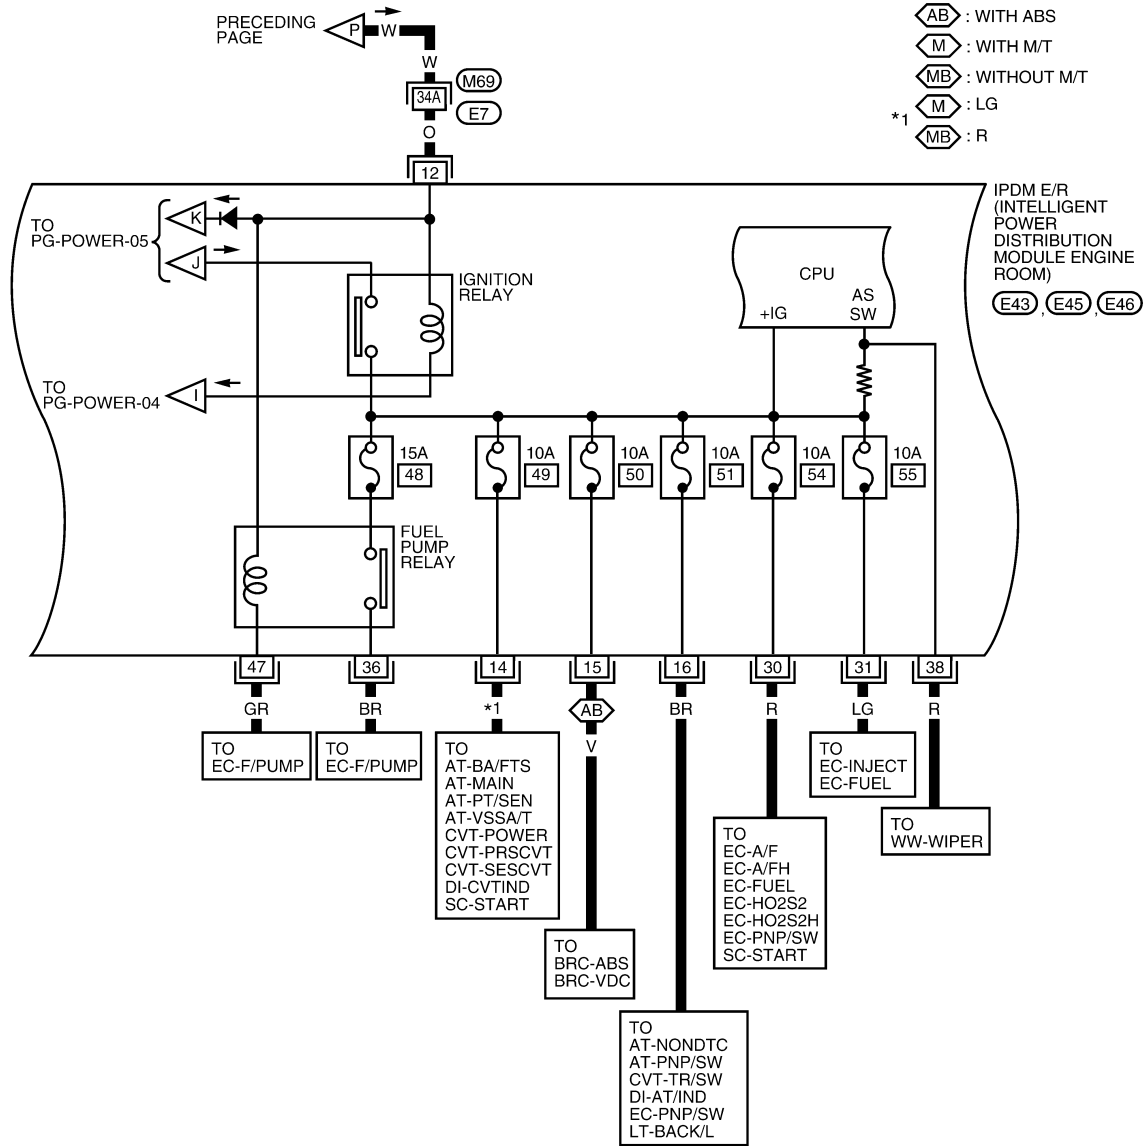 PRECEDING
PAGE
P
W
W
34A
M69
E7
O
12
AB : WITH ABS
M : WITH M/T
MB : WITHOUT M/T
*1
M : LG
MB : R
TO
PG-POWER-05
K
J
TO
PG-POWER-04
I
IGNITION
RELAY
CPU
+IG
AS
SW
IPDM E/R
(INTELLIGENT
POWER
DISTRIBUTION
MODULE ENGINE
ROOM)
E43 , E45 , E46
15A
48
10A
49
10A
50
10A
51
10A
54
10A
55
FUEL
PUMP
RELAY
47
36
14
15
16
30
31
38
GR
BR
*1
AB
V
BR
R
LG
R
TO
EC-F/PUMP
TO
EC-F/PUMP
TO
AT-BA/FTS
AT-MAIN
AT-PT/SEN
AT-VSSA/T
CVT-POWER
CVT-PRSCVT
CVT-SESCVT
DI-CVTIND
SC-START
TO
BRC-ABS
BRC-VDC
TO
AT-NONDTC
AT-PNP/SW
CVT-TR/SW
DI-AT/IND
EC-PNP/SW
LT-BACK/L
TO
EC-A/F
EC-A/FH
EC-FUEL
EC-HO2S2
EC-HO2S2H
EC-PNP/SW
SC-START
TO
EC-INJECT
EC-FUEL
TO
WW-WIPER